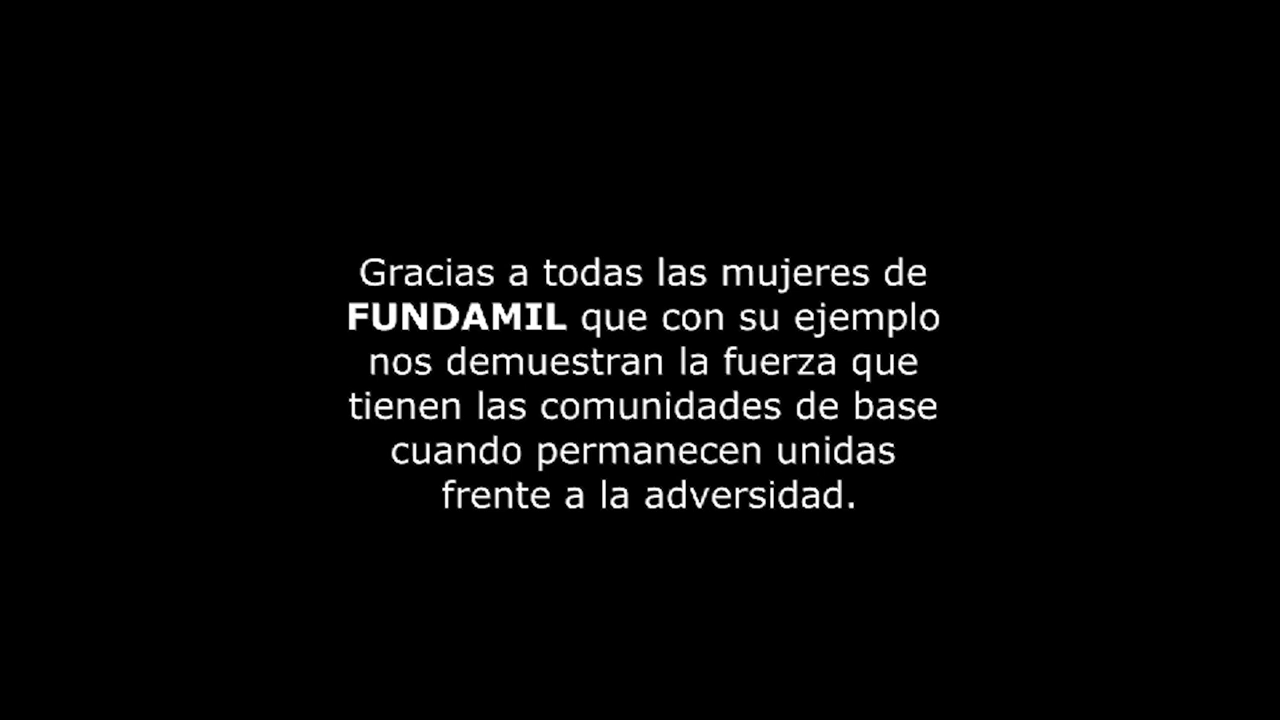 Gracias a todas las mujeres de
FUNDAMIL que con su ejemplo
nos demuestran la fuerza que
tienen las comunidades de base
cuando permanecen unidas
frente a la adversidad.